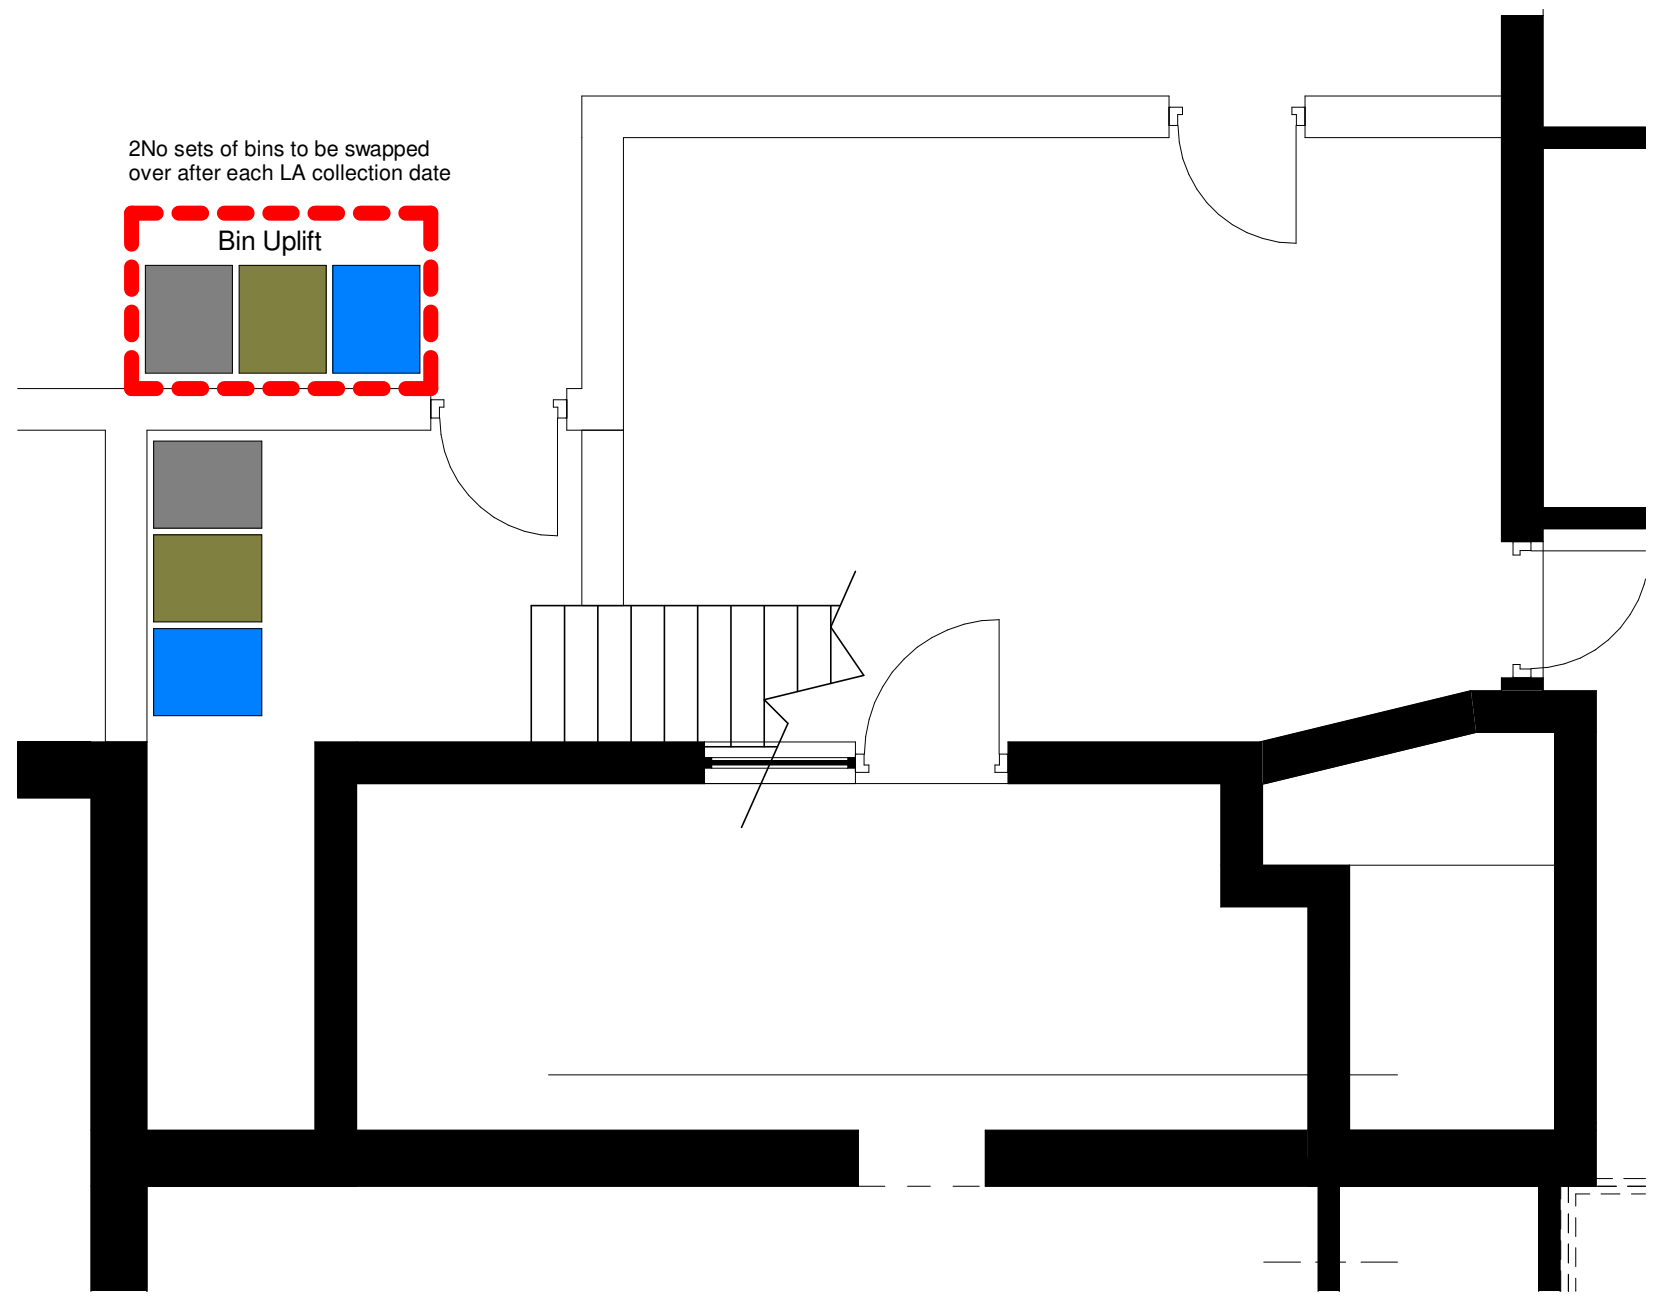 2No sets of bins to be swapped
over after each LA collection date
Bin Uplift